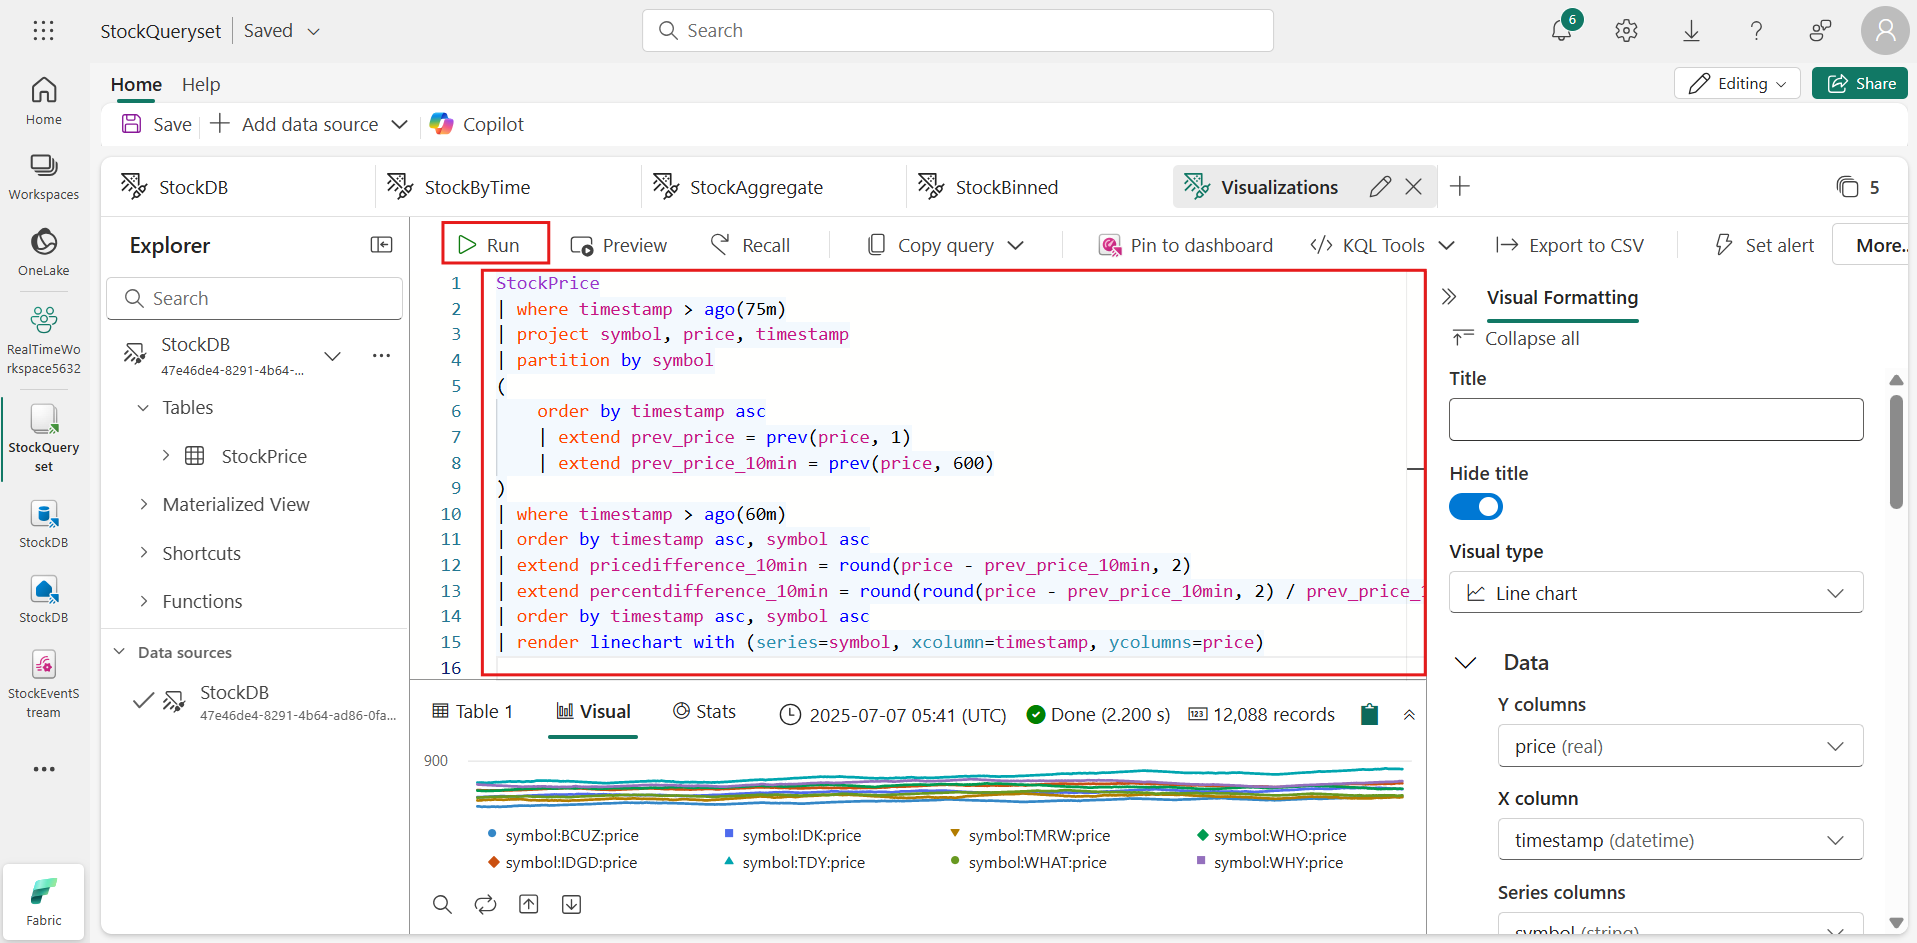 StockQueryset
Saved
Search
6
Home
Help
Editing
Share
Save
Add data source
Copilot
Home
Workspaces
OneLake
RealTimeWo
rkspace5632
StockQuery
set
StockDB
StockDB
StockEventS
tream
Fabric
StockDB
StockByTime
StockAggregate
StockBinned
Visualizations
5
Explorer
Search
StockDB
47e46de4-8291-4b64-...
Tables
StockPrice
Materialized View
Shortcuts
Functions
Data sources
StockDB
47e46de4-8291-4b64-ad86-0fa...
Run
Preview
Recall
Copy query
Pin to dashboard
KQL Tools
Export to CSV
Set alert
More..
1 StockPrice
2 | where timestamp > ago(75m)
3 | project symbol, price, timestamp
4 | partition by symbol
5 (
6 order by timestamp asc
7 | extend prev_price = prev(price, 1)
8 | extend prev_price_10min = prev(price, 600)
9 )
10 | where timestamp > ago(60m)
11 | order by timestamp asc, symbol asc
12 | extend pricedifference_10min = round(price - prev_price_10min, 2)
13 | extend percentdifference_10min = round(round(price - prev_price_10min, 2) / prev_price_
14 | order by timestamp asc, symbol asc
15 | render linechart with (series=symbol, xcolumn=timestamp, ycolumns=price)
16
Table 1
Visual
Stats
2025-07-07 05:41 (UTC)
Done (2.200 s)
123
12,088 records
900
symbol:BCUZ:price
symbol:IDK:price
symbol:TMRW:price
symbol:WHO:price
symbol:IDGD:price
symbol:TDY:price
symbol:WHAT:price
symbol:WHY:price
Visual Formatting
Collapse all
Title
Hide title
Visual type
Line chart
Data
Y columns
price (real)
X column
timestamp (datetime)
Series columns
symbol (string)